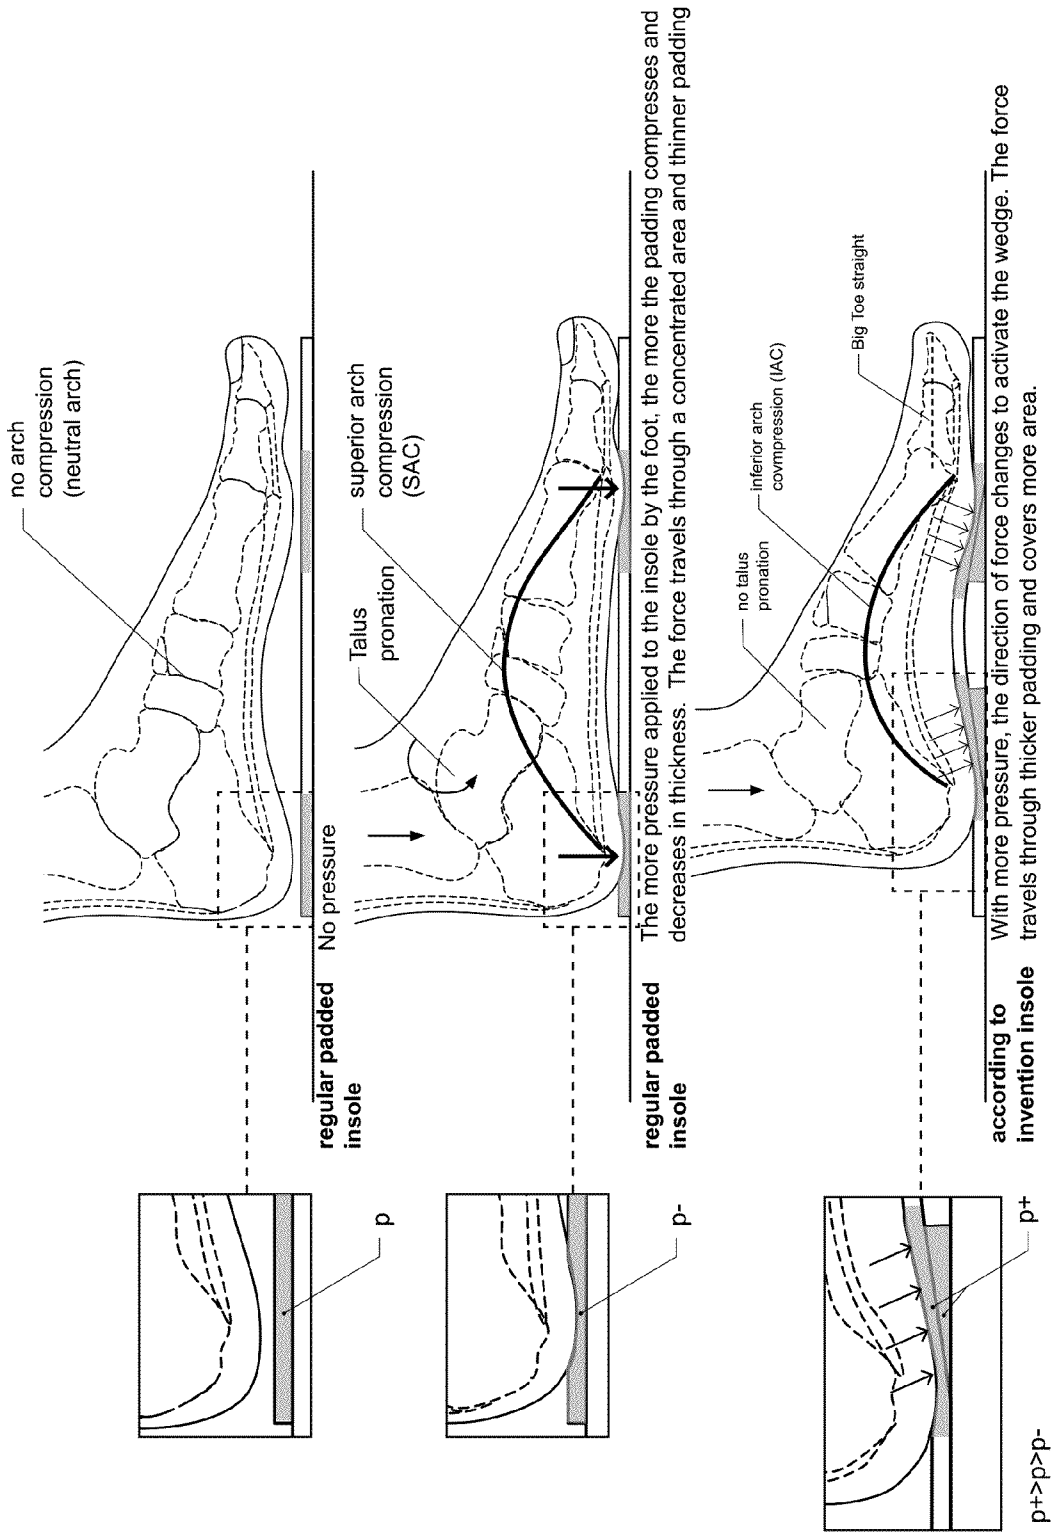 no arch
compression
(neutral arch)
No pressure
regular padded
insole
p
superior arch
compression
(SAC)
Talus
pronation
The more pressure applied to the insole by the foot, the more the padding compresses and
decreases in thickness. The force travels through a concentrated area and thinner padding
regular padded
insole
p-
Big Toe straight
inferior arch
covmpression (IAC)
no talus
pronation
With more pressure, the direction of force changes to activate the wedge. The force
travels through thicker padding and covers more area.
according to
invention insole
p+
p+>p>p-